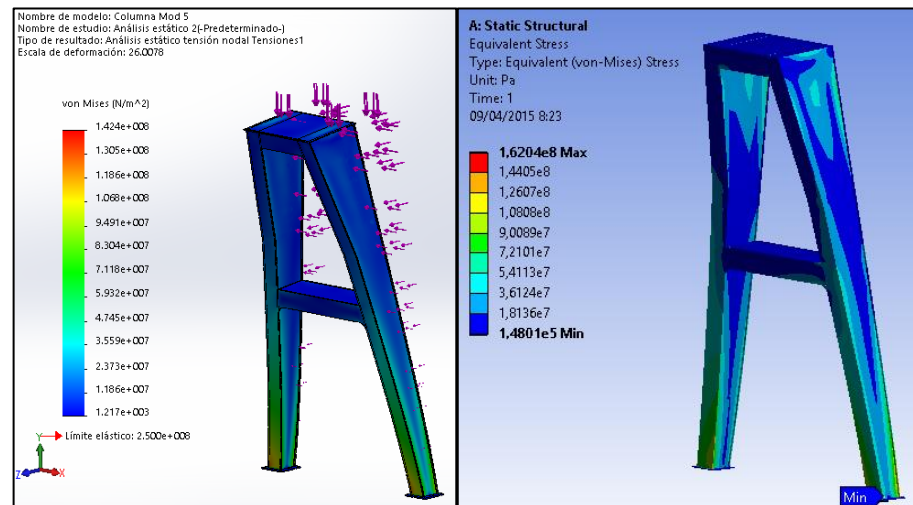 Nombre de modelo: Columna Mod 5
Nombre de estudio: Análisis estático 2(-Predeterminado-)
Tipo de resultado: Análisis estático tensión nodal Tensiones1
Escala de deformación: 26.0078
von Mises (N/m^2)
1.424e+008
1.305e+008
1.186e+008
1.068e+008
9.491e+007
8.304e+007
7.118e+007
5.932e+007
4.745e+007
3.559e+007
2.373e+007
1.186e+007
1.217e+003
Límite elástico: 2.500e+008
Y
Z
X
A: Static Structural
Equivalent Stress
Type: Equivalent (von-Mises) Stress
Unit: Pa
Time: 1
09/04/2015 8:23
1,6204e8 Max
1,4405e8
1,2607e8
1,0808e8
9,0089e7
7,2101e7
5,4113e7
3,6124e7
1,8136e7
1,4801e5 Min
Min